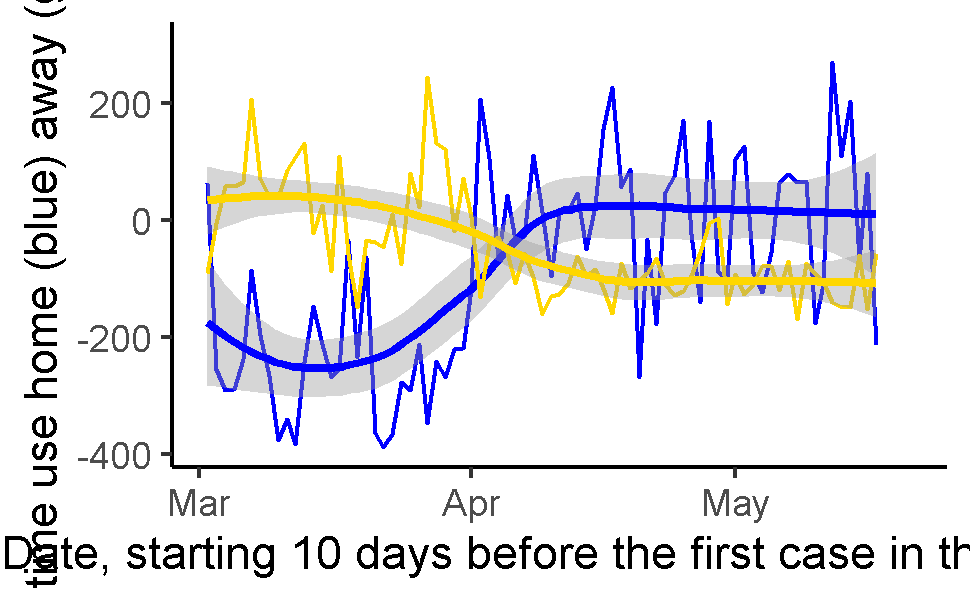 time use home (blue) away (
200
0
-200
-400
Mar Apr May
Date, starting 10 days before the first case in th